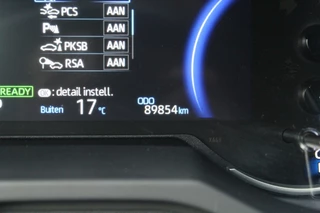 PCS AAN
AAN
PKSB AAN
RSA AAN
READY : detail instell.
Buiten 17 °C ODO 89854 km